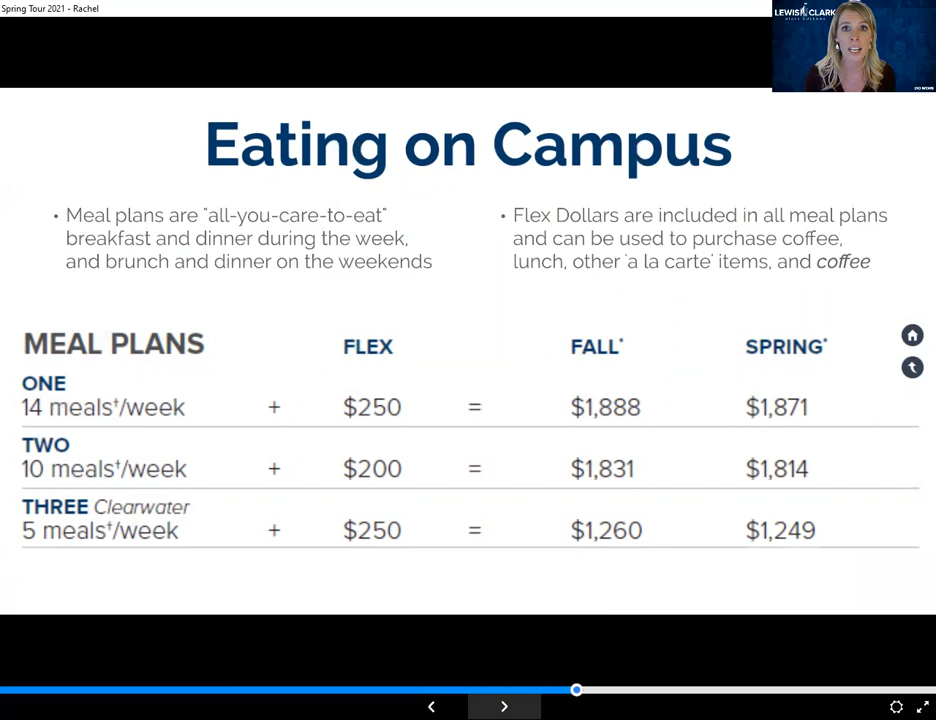 Spring Tour 2021 - Rachel
LEWIS CLARK
STATE COLLEGE
DO MORE
Eating on Campus
• Meal plans are "all-you-care-to-eat"
breakfast and dinner during the week,
and brunch and dinner on the weekends
• Flex Dollars are included in all meal plans
and can be used to purchase coffee,
lunch, other 'a la carte' items, and coffee
MEAL PLANS FLEX FALL* SPRING*
ONE
14 meals†/week + $250 = $1,888 $1,871
TWO
10 meals†/week + $200 = $1,831 $1,814
THREE Clearwater
5 meals†/week + $250 = $1,260 $1,249